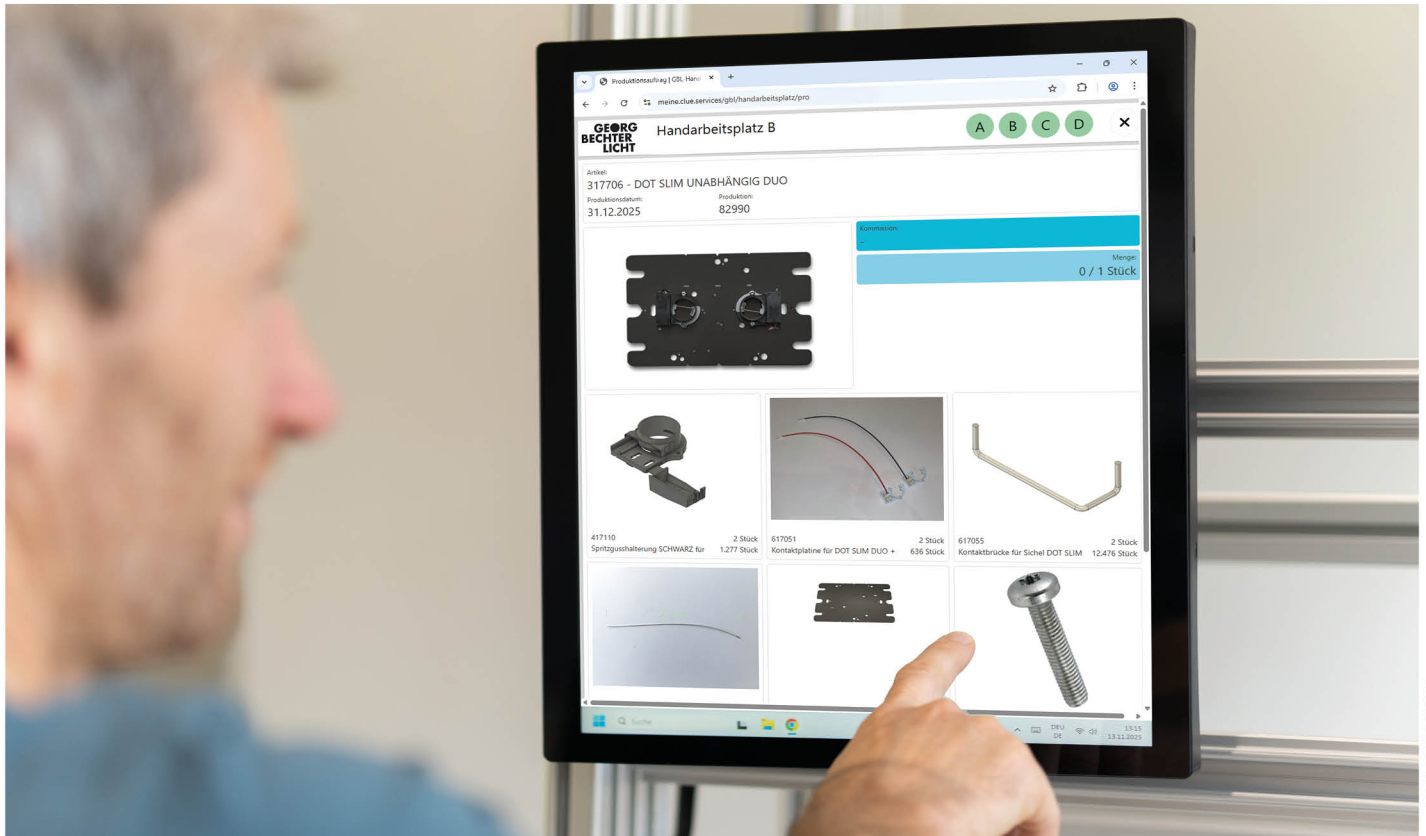 Produktionsauftrag | GBL-Hand
meine.clue.services/gbl/handarbeitsplatz/pro
GEORG
BECHTER
LICHT
Handarbeitsplatz B
A B C D
Artikel:
317706 - DOT SLIM UNABHÄNGIG DUO
Produktionsdatum: Produktion:
31.12.2025 82990
Kommission:
-
Menge:
0 / 1 Stück
417110 2 Stück
Spritzgusshalterung SCHWARZ für 1.277 Stück
617051 2 Stück
Kontaktplatine für DOT SLIM DUO + 636 Stück
617055 2 Stück
Kontaktbrücke für Sichel DOT SLIM 12.476 Stück
Suche
DEU
DE
13:15
13.11.2025